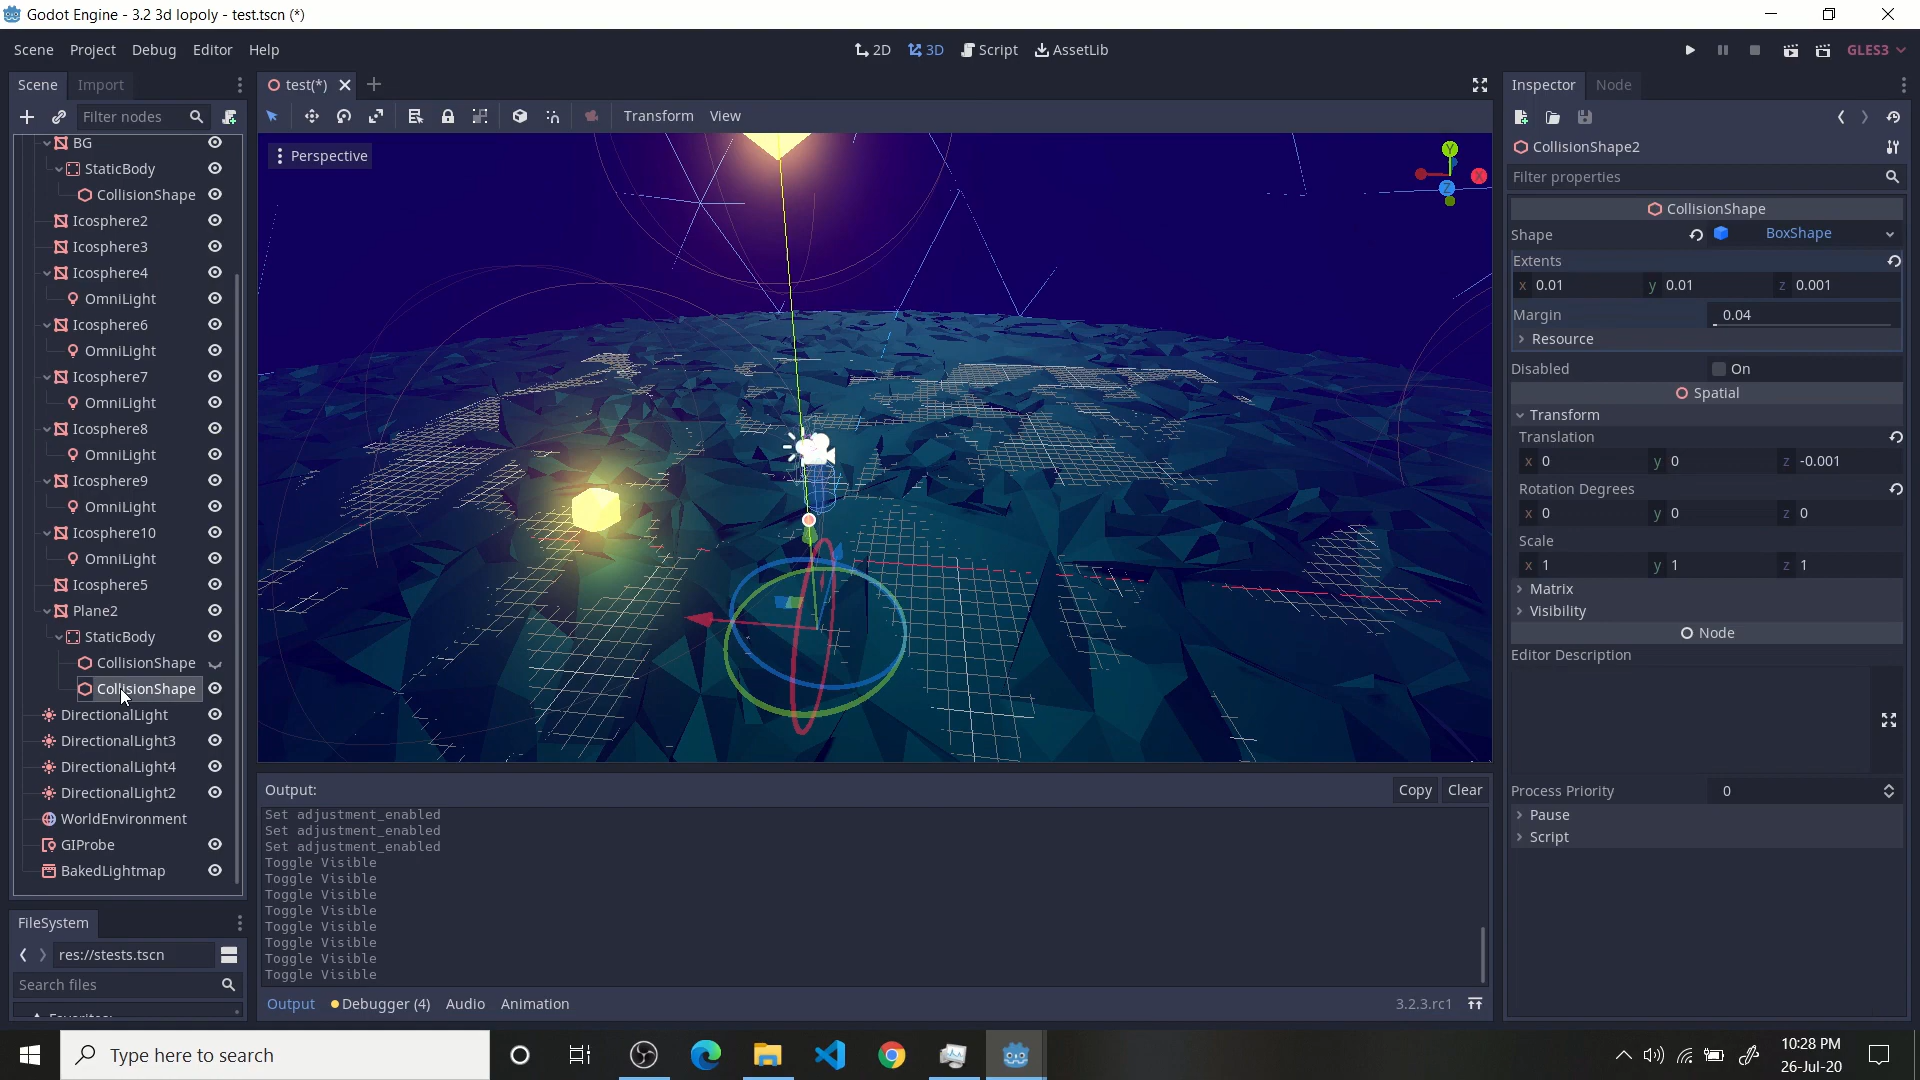 Godot Engine - 3.2 3d lopoly - test.tscn (*)
Scene Project Debug Editor Help
2D 3D Script AssetLib
GLES3
Scene Import
test(*)
Inspector Node
Filter nodes
Transform View
Perspective
Y
X
Z
BG
StaticBody
CollisionShape
Icosphere2
Icosphere3
Icosphere4
OmniLight
Icosphere6
OmniLight
Icosphere7
OmniLight
Icosphere8
OmniLight
Icosphere9
OmniLight
Icosphere10
OmniLight
Icosphere5
Plane2
StaticBody
CollisionShape
CollisionShape
DirectionalLight
DirectionalLight3
DirectionalLight4
DirectionalLight2
WorldEnvironment
GIProbe
BakedLightmap
FileSystem
res://stests.tscn
Search files
Output:
Copy Clear
Set adjustment_enabled
Set adjustment_enabled
Set adjustment_enabled
Toggle Visible
Toggle Visible
Toggle Visible
Toggle Visible
Toggle Visible
Toggle Visible
Toggle Visible
Toggle Visible
Output Debugger (4) Audio Animation
3.2.3.rc1
CollisionShape2
Filter properties
CollisionShape
Shape BoxShape
Extents
x 0.01 y 0.01 z 0.001
Margin 0.04
Resource
Disabled On
Spatial
Transform
Translation
x 0 y 0 z -0.001
Rotation Degrees
x 0 y 0 z 0
Scale
x 1 y 1 z 1
Matrix
Visibility
Node
Editor Description
Process Priority 0
Pause
Script
Type here to search
10:28 PM
26-Jul-20